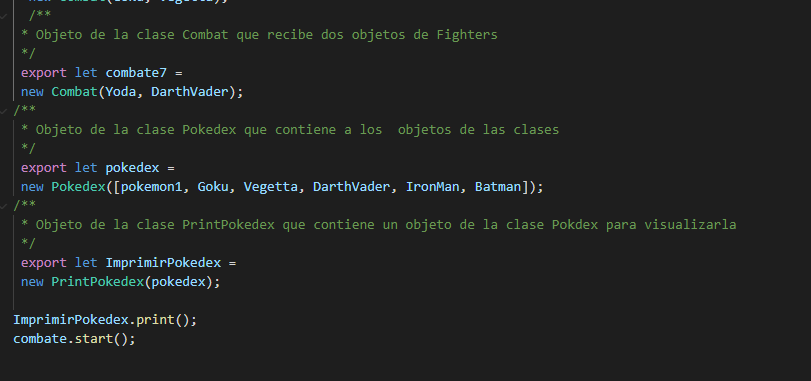 new Combat(Goku, Vegetta);
/**
* Objeto de la clase Combat que recibe dos objetos de Fighters
*/
export let combate7 =
new Combat(Yoda, DarthVader);
/**
* Objeto de la clase Pokedex que contiene a los  objetos de las clases
*/
export let pokedex =
new Pokedex([pokemon1, Goku, Vegetta, DarthVader, IronMan, Batman]);
/**
* Objeto de la clase PrintPokedex que contiene un objeto de la clase Pokdex para visualizarla
*/
export let ImprimirPokedex =
new PrintPokedex(pokedex);
ImprimirPokedex.print();
combate.start();